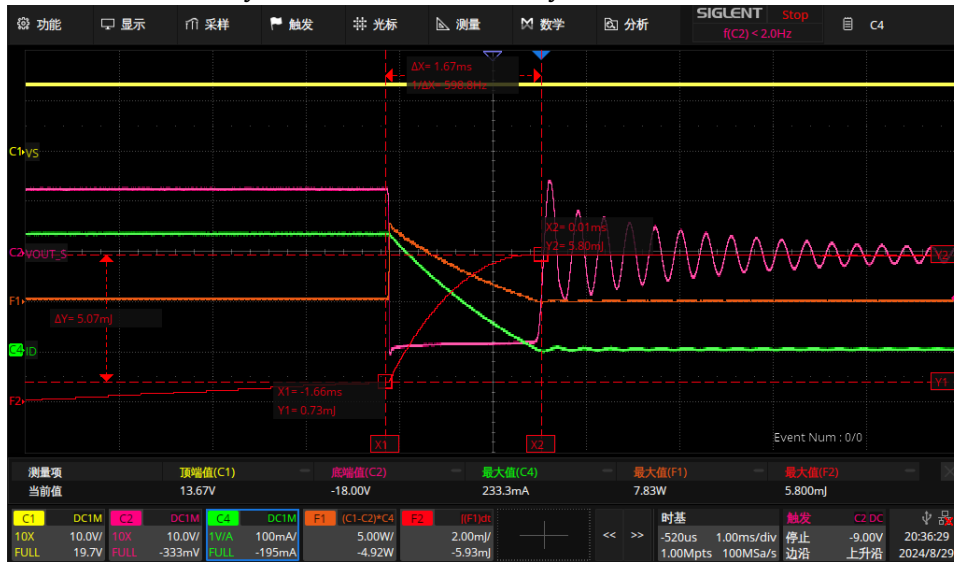 功能 显示 采样 触发 光标 测量 数学 分析 SIGLENT Stop f(C2) < 2.0Hz C4
ΔX= 1.67ms
1/ΔX= 598.8Hz
C1 VS
X2= 0.01ms
Y2= 5.80mJ
C2 VOUT_S Y2
F1
ΔY= 5.07mJ
C4 ID
X1= -1.66ms
Y1= 0.73mJ
Y1
F2
X1 X2
Event Num : 0/0
测量项 顶端值(C1) 底端值(C2) 最大值(C4) 最大值(F1) 最大值(F2)
当前值 13.67V -18.00V 233.3mA 7.83W 5.800mJ
C1 DC1M C2 DC1M C4 DC1M F1 (C1-C2)*C4 F2 ∫(F1)dt 时基 触发 C2 DC
10X 10.0V/ 10X 10.0V/ 1V/A 100mA/ 5.00W/ 2.00mJ/ << >> -520us 1.00ms/div 停止 -9.00V 20:36:29
FULL 19.7V FULL -333mV FULL -195mA -4.92W -5.93mJ 1.00Mpts 100MSa/s 边沿 上升沿 2024/8/29